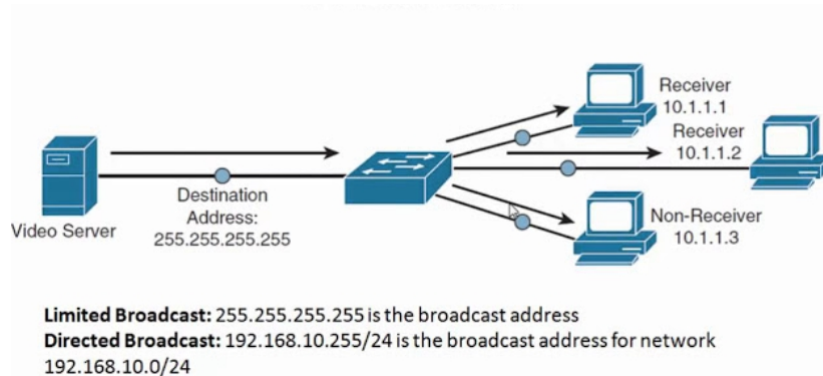 Receiver
10.1.1.1
Receiver
10.1.1.2
Destination
Address:
255.255.255.255
Video Server
Non-Receiver
10.1.1.3
Limited Broadcast: 255.255.255.255 is the broadcast address
Directed Broadcast: 192.168.10.255/24 is the broadcast address for network
192.168.10.0/24